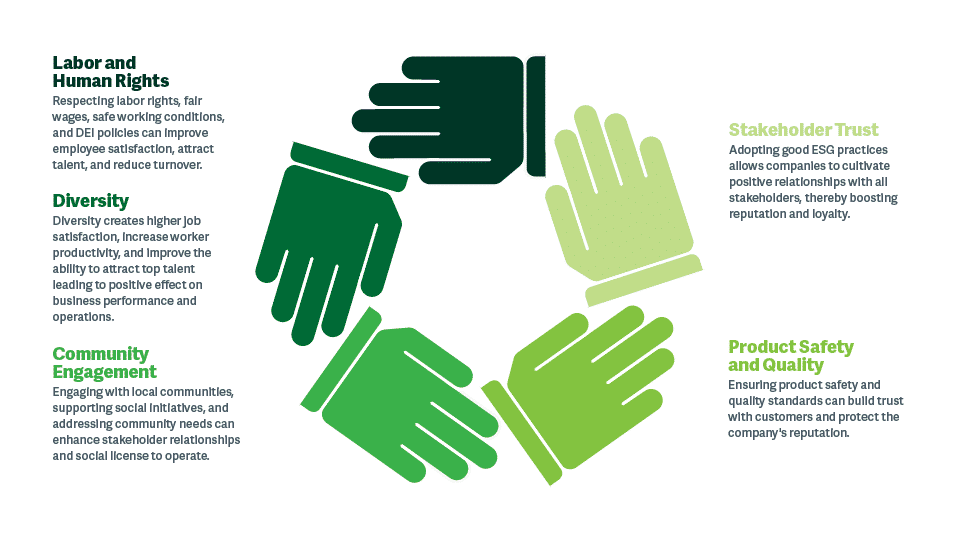 Labor and
Human Rights
Respecting labor rights, fair
wages, safe working conditions,
and DEI policies can improve
employee satisfaction, attract
talent, and reduce turnover.
Diversity
Diversity creates higher job
satisfaction, increase worker
productivity, and improve the
ability to attract top talent
leading to positive effect on
business performance and
operations.
Community
Engagement
Engaging with local communities,
supporting social initiatives, and
addressing community needs can
enhance stakeholder relationships
and social license to operate.
Stakeholder Trust
Adopting good ESG practices
allows companies to cultivate
positive relationships with all
stakeholders, thereby boosting
reputation and loyalty.
Product Safety
and Quality
Ensuring product safety and
quality standards can build trust
with customers and protect the
company's reputation.